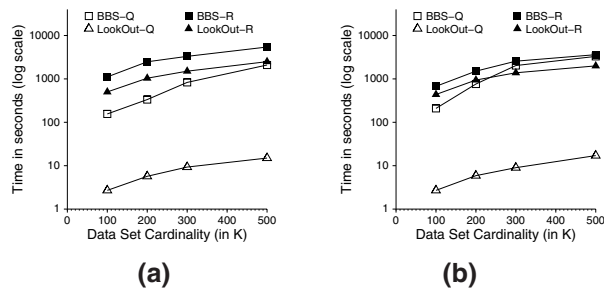 BBS-Q BBS-R
LookOut-Q LookOut-R
Time in seconds (log scale)
10000
1000
100
10
1
0 100 200 300 400 500
Data Set Cardinality (in K)
(a)
BBS-Q BBS-R
LookOut-Q LookOut-R
Time in seconds (log scale)
10000
1000
100
10
1
0 100 200 300 400 500
Data Set Cardinality (in K)
(b)